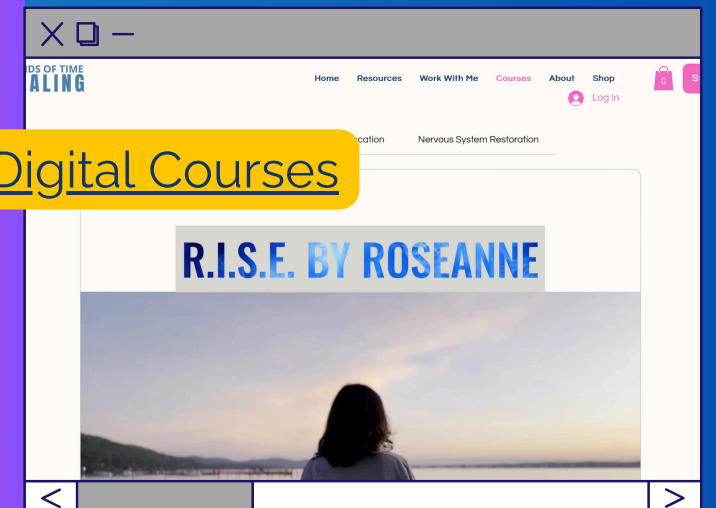 DS OF TIME
ALING
Home Resources Work With Me Courses About Shop
0
Log In
Nervous System Restoration
Digital Courses
R.I.S.E. BY ROSEANNE